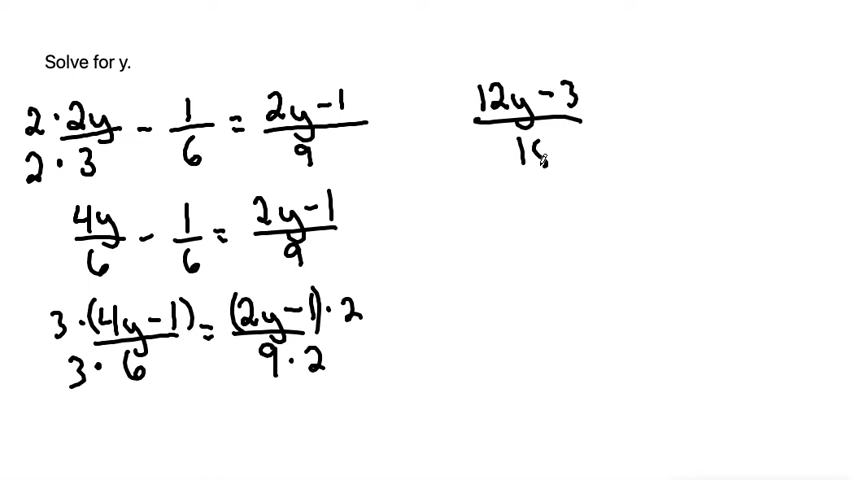 Solve for y.
2 · 2y / 2 · 3 − 1/6 = 2y − 1 / 9
4y/6 − 1/6 = 2y − 1 / 9
3 · (4y − 1) / 3 · 6 = (2y − 1) · 2 / 9 · 2
12y − 3